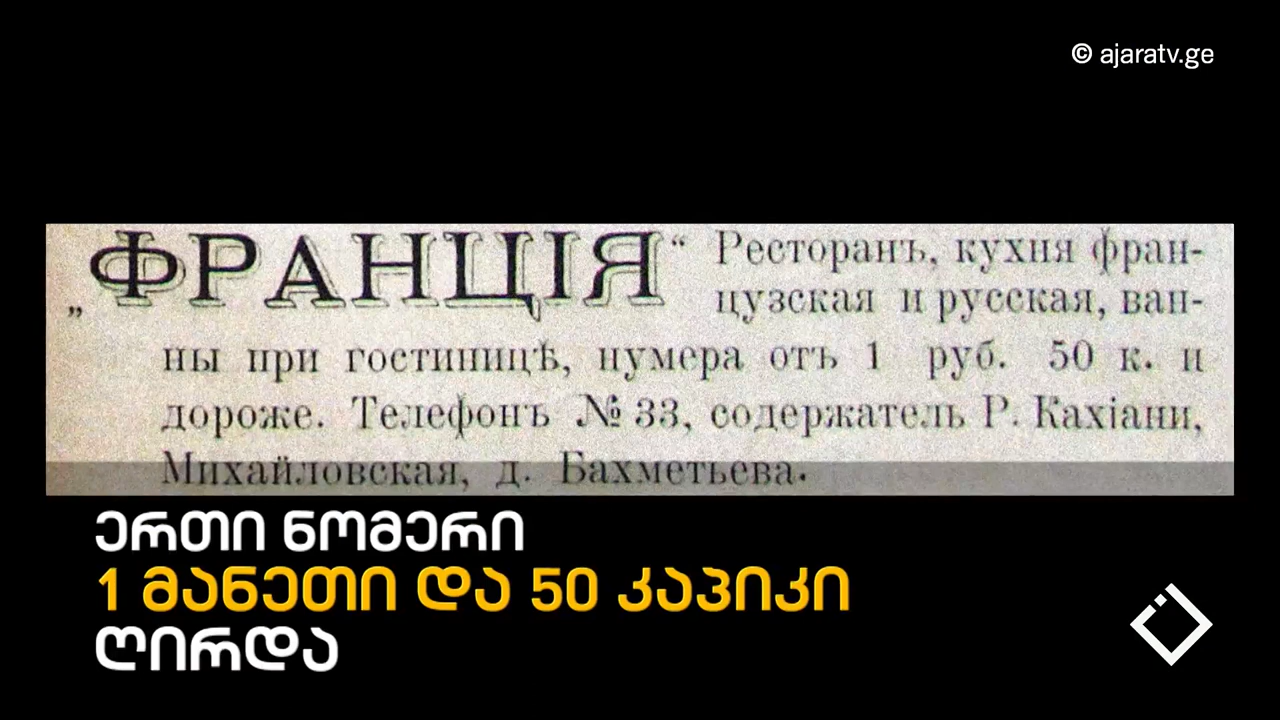 © ajaratv.ge
„ФРАНЦІЯ“ Ресторанъ, кухня фран-
цузская и русская, ван-
ны при гостиницѣ, нумера отъ 1 руб. 50 к. и
дороже. Телефонъ № 33, содержатель Р. Кахіани,
Михайловская, д. Бахметьева.
ერთი ნომერი
1 მანეთი და 50 კაპიკი
ღირდა